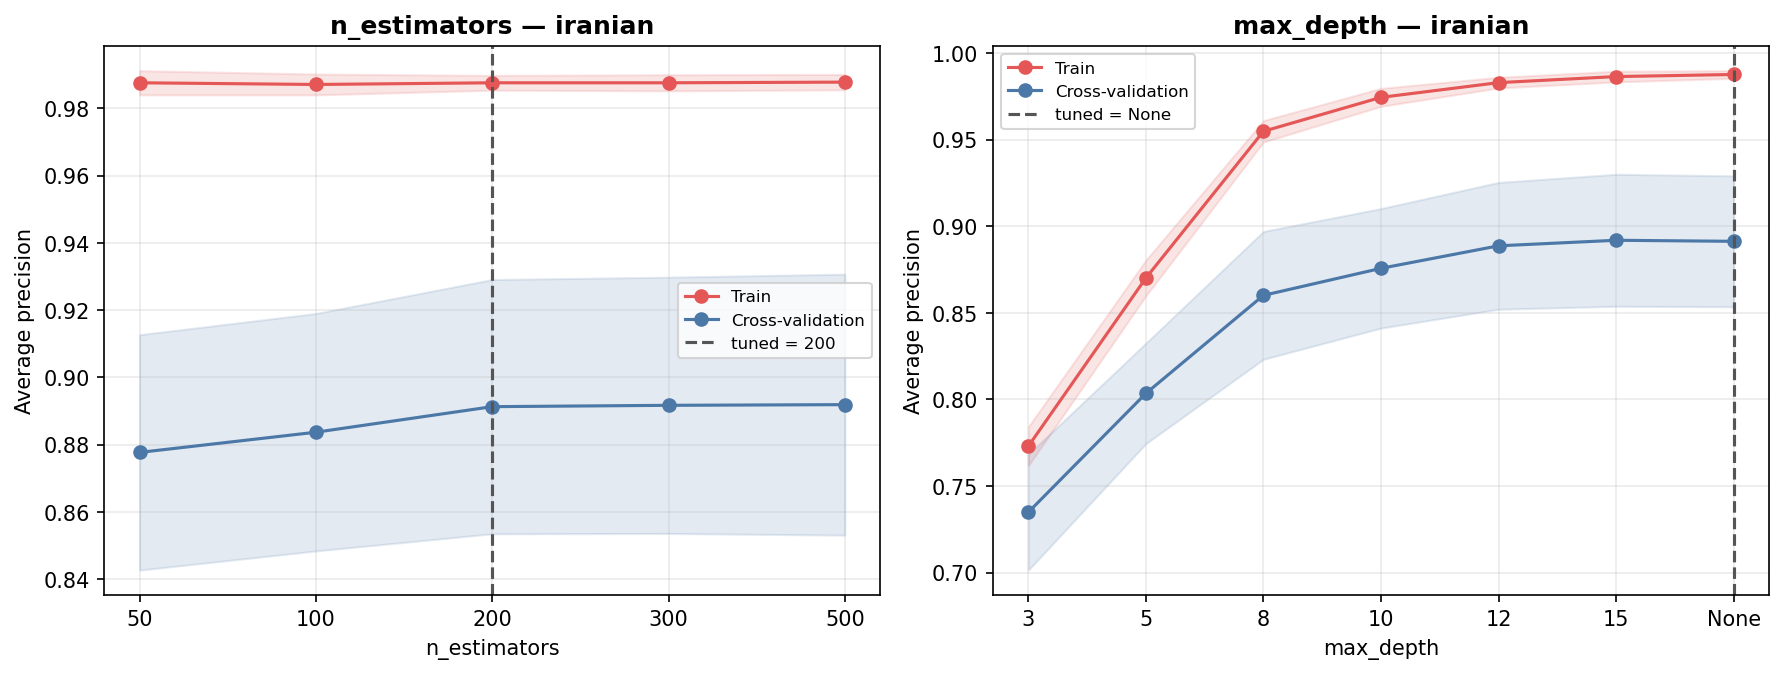 n_estimators — iranian
Average precision
0.98
0.96
0.94
0.92
0.90
0.88
0.86
0.84
Train
Cross-validation
tuned = 200
50 100 200 300 500
n_estimators
max_depth — iranian
Average precision
1.00
0.95
0.90
0.85
0.80
0.75
0.70
Train
Cross-validation
tuned = None
3 5 8 10 12 15 None
max_depth